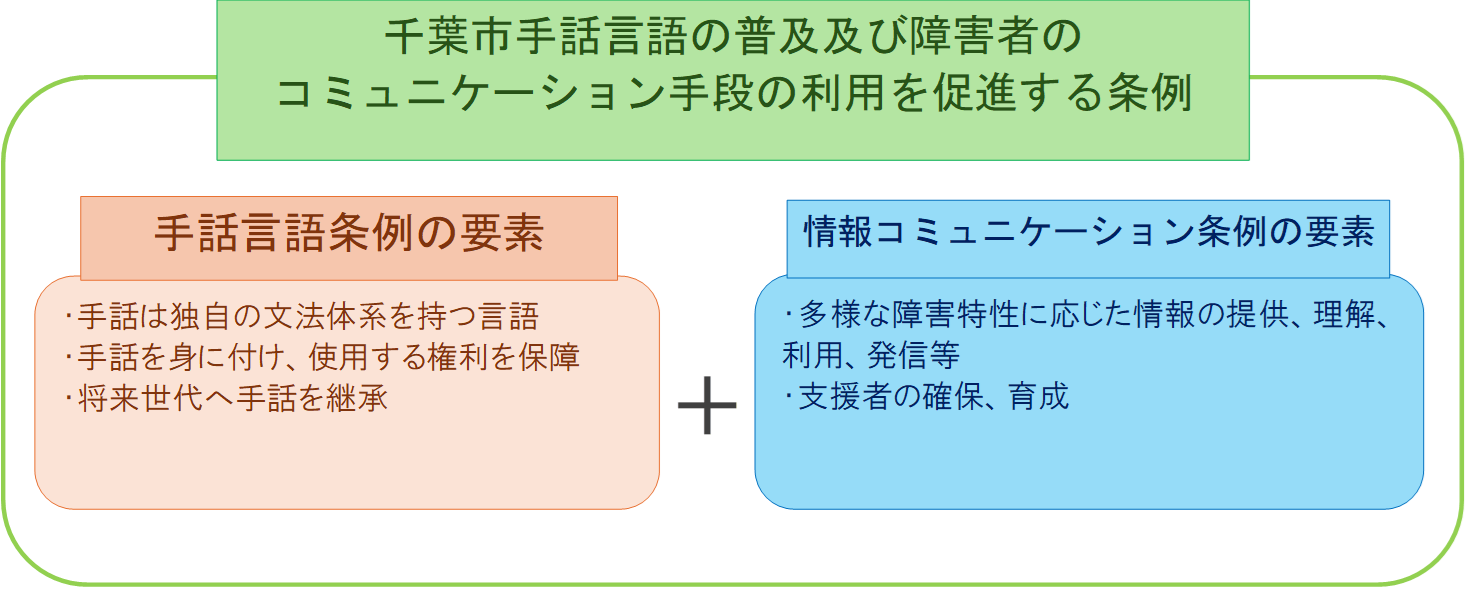 千葉市手話言語の普及及び障害者の
コミュニケーション手段の利用を促進する条例
手話言語条例の要素
・手話は独自の文法体系を持つ言語
・手話を身に付け、使用する権利を保障
・将来世代へ手話を継承
+
情報コミュニケーション条例の要素
・多様な障害特性に応じた情報の提供、理解、
利用、発信等
・支援者の確保、育成